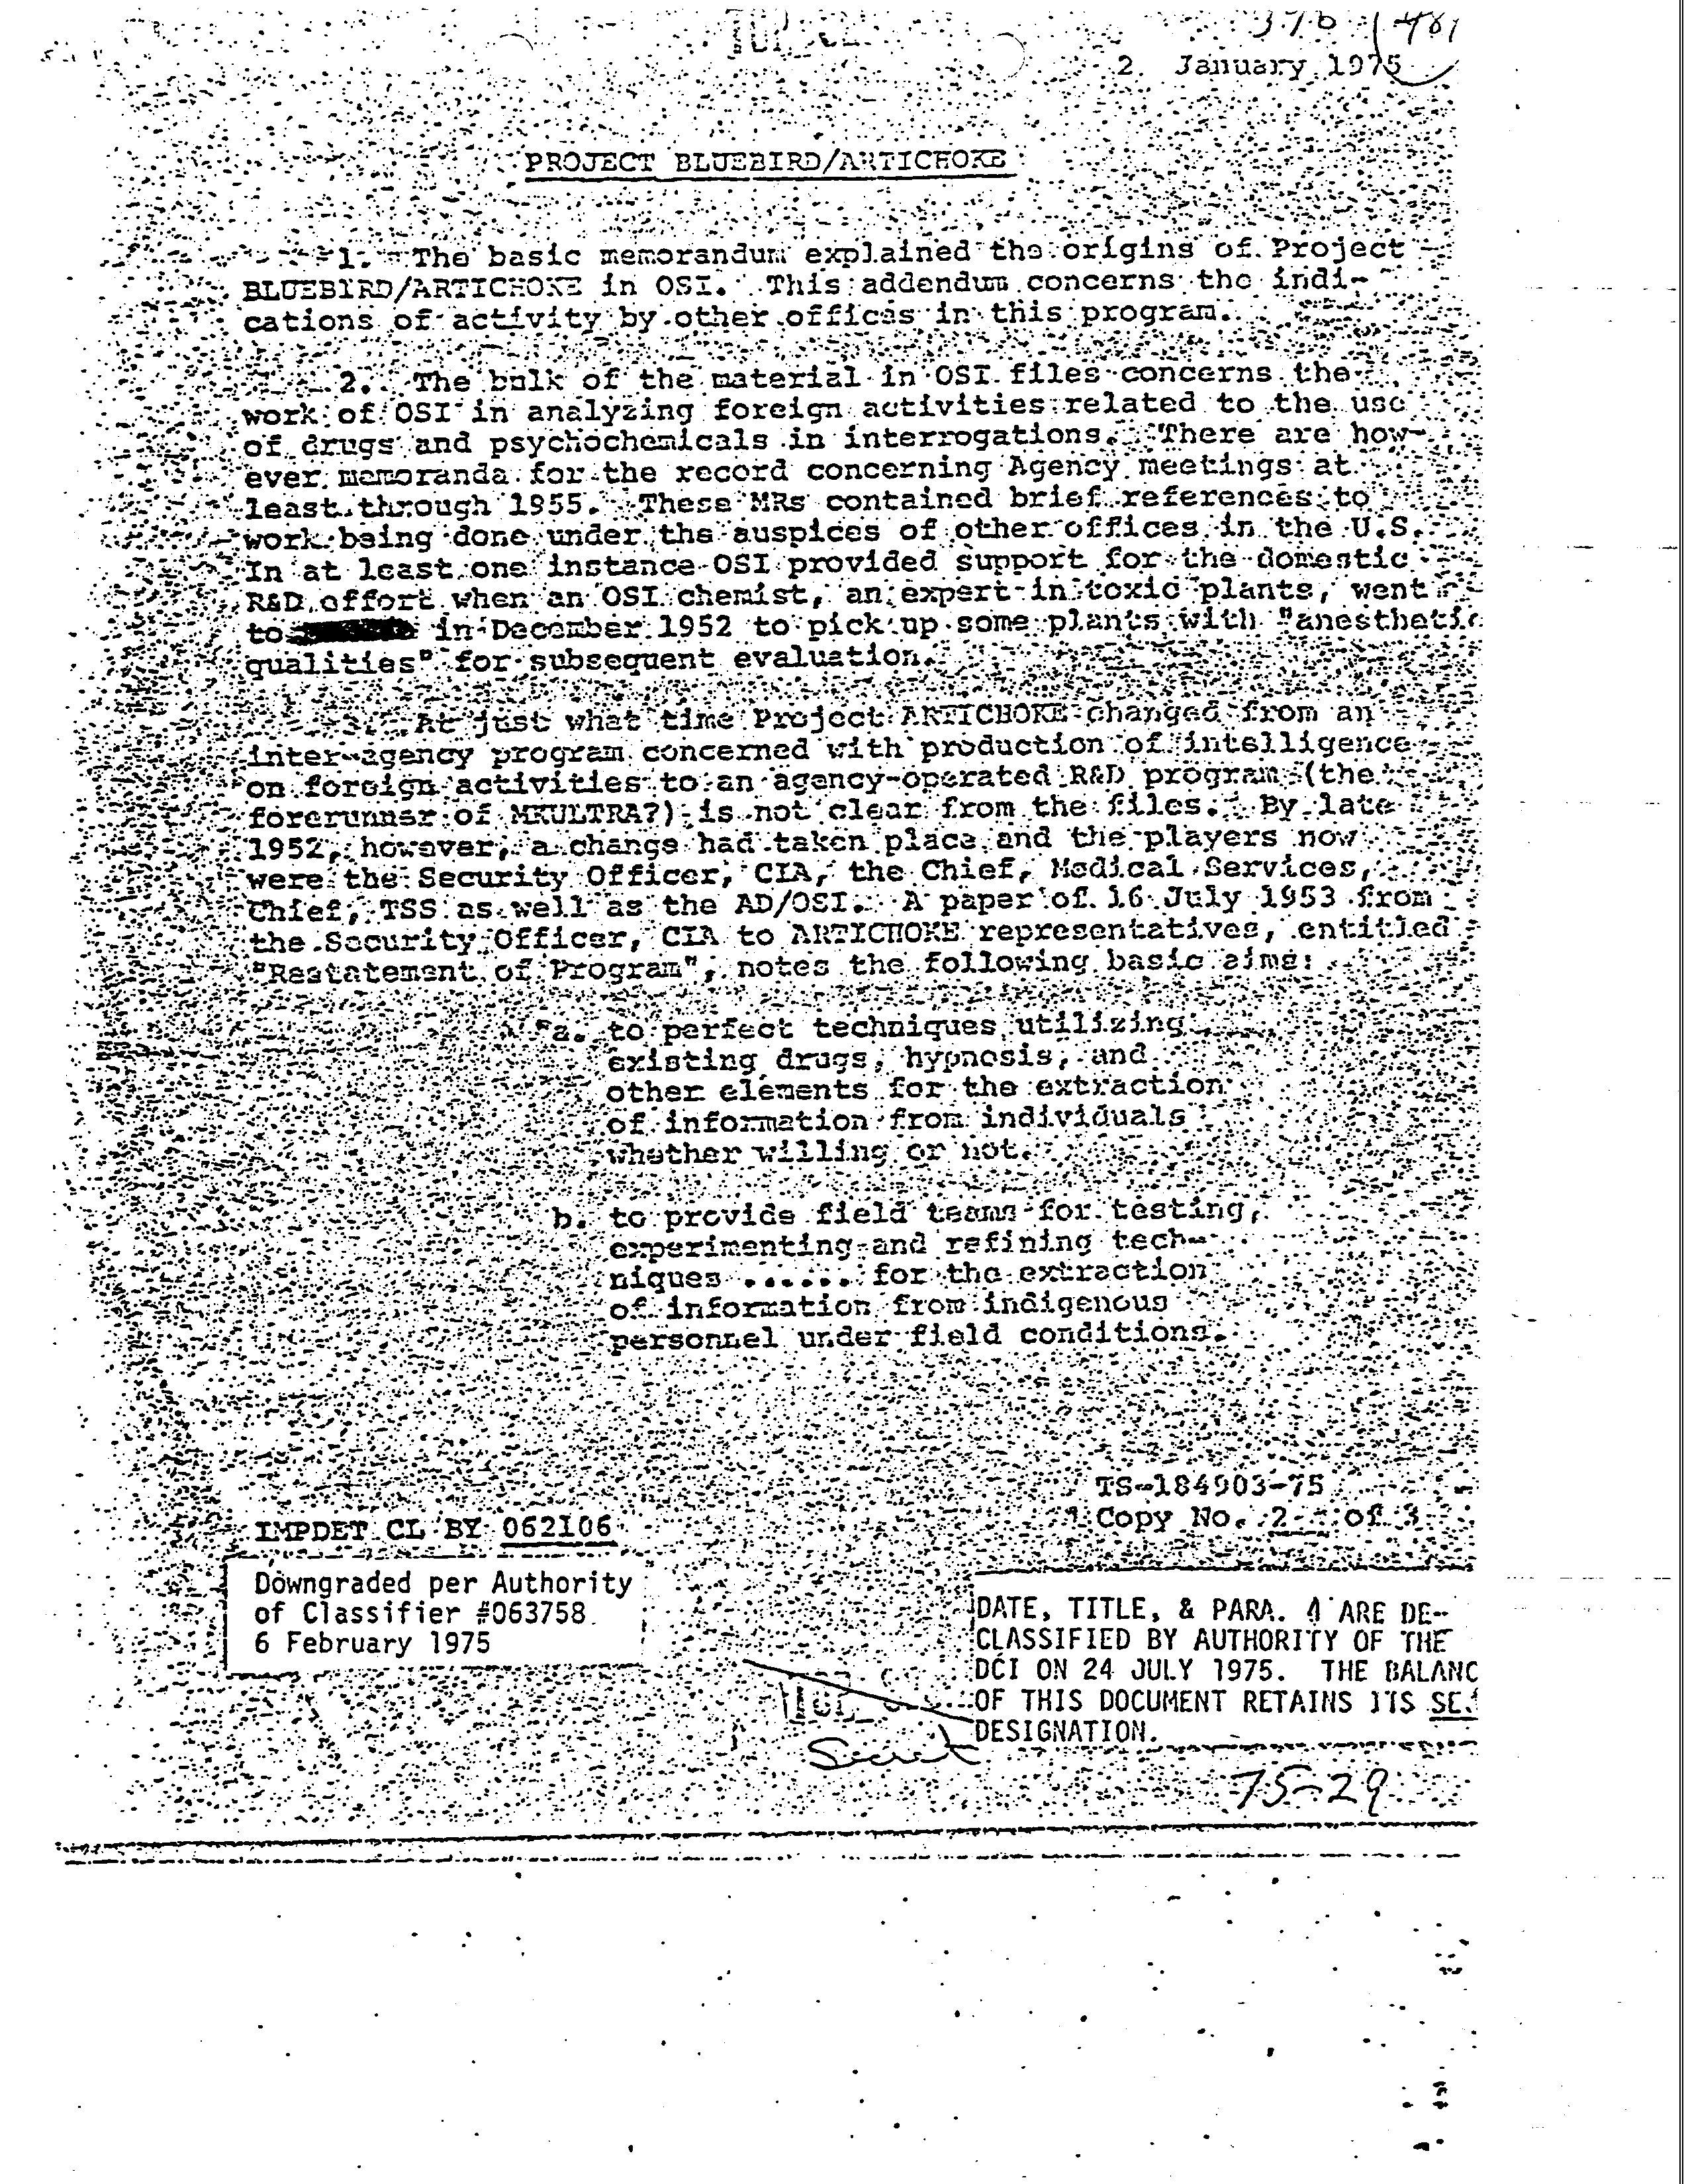 376 1461
2 January 1975
PROJECT BLUEBIRD/ARTICHOKE
1. The basic memorandum explained the origins of Project
BLUEBIRD/ARTICHOKE in OSI. This addendum concerns the indi-
cations of activity by other offices in this program.
2. The bulk of the material in OSI files concerns the
work of OSI in analyzing foreign activities related to the use
of drugs and psychochemicals in interrogations. There are how-
ever memoranda for the record concerning Agency meetings at
least through 1955. These MRs contained brief references to
work being done under the auspices of other offices in the U.S.
In at least one instance OSI provided support for the domestic
R&D effort when an OSI chemist, an expert in toxic plants, went
to in December 1952 to pick up some plants with "anesthetic
qualities" for subsequent evaluation.
3. At just what time Project ARTICHOKE changed from an
inter-agency program concerned with production of intelligence
on foreign activities to an agency-operated R&D program (the
forerunner of MKULTRA?) is not clear from the files. By late
1952, however, a change had taken place and the players now
were the Security Officer, CIA, the Chief, Medical Services,
Chief, TSS as well as the AD/OSI. A paper of 16 July 1953 from
the Security Officer, CIA to ARTICHOKE representatives, entitled
"Restatement of Program", notes the following basic aims:
"a. to perfect techniques utilizing
existing drugs, hypnosis, and
other elements for the extraction
of information from individuals
whether willing or not.
b. to provide field teams for testing,
experimenting and refining tech-
niques ...... for the extraction
of information from indigenous
personnel under field conditions.
TS-184903-75
Copy No. 2 of 3
IMPDET CL BY 062106
Downgraded per Authority
of Classifier #063758
6 February 1975
DATE, TITLE, & PARA. 4 ARE DE-
CLASSIFIED BY AUTHORITY OF THE
DCI ON 24 JULY 1975. THE BALANC
OF THIS DOCUMENT RETAINS ITS
DESIGNATION.
Secret
75-29